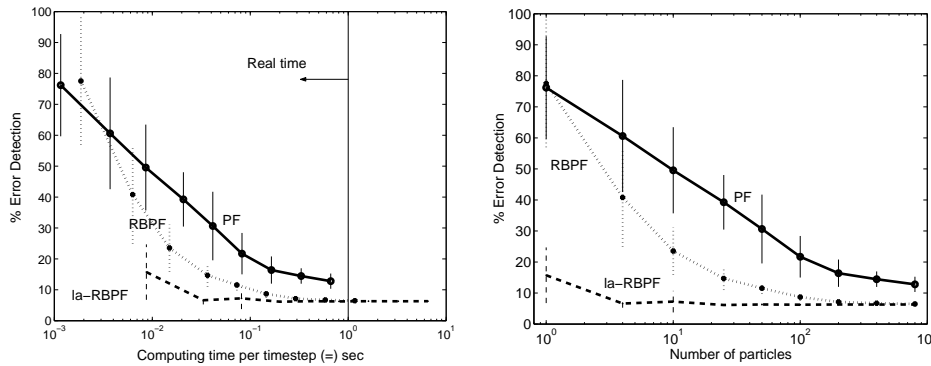 100
90
80
70
60
50
40
30
20
10
0
% Error Detection
Real time
PF
RBPF
la-RBPF
10^-3
10^-2
10^-1
10^0
10^1
Computing time per timestep (=) sec
100
90
80
70
60
50
40
30
20
10
0
% Error Detection
RBPF
PF
la-RBPF
10^0
10^1
10^2
Number of particles